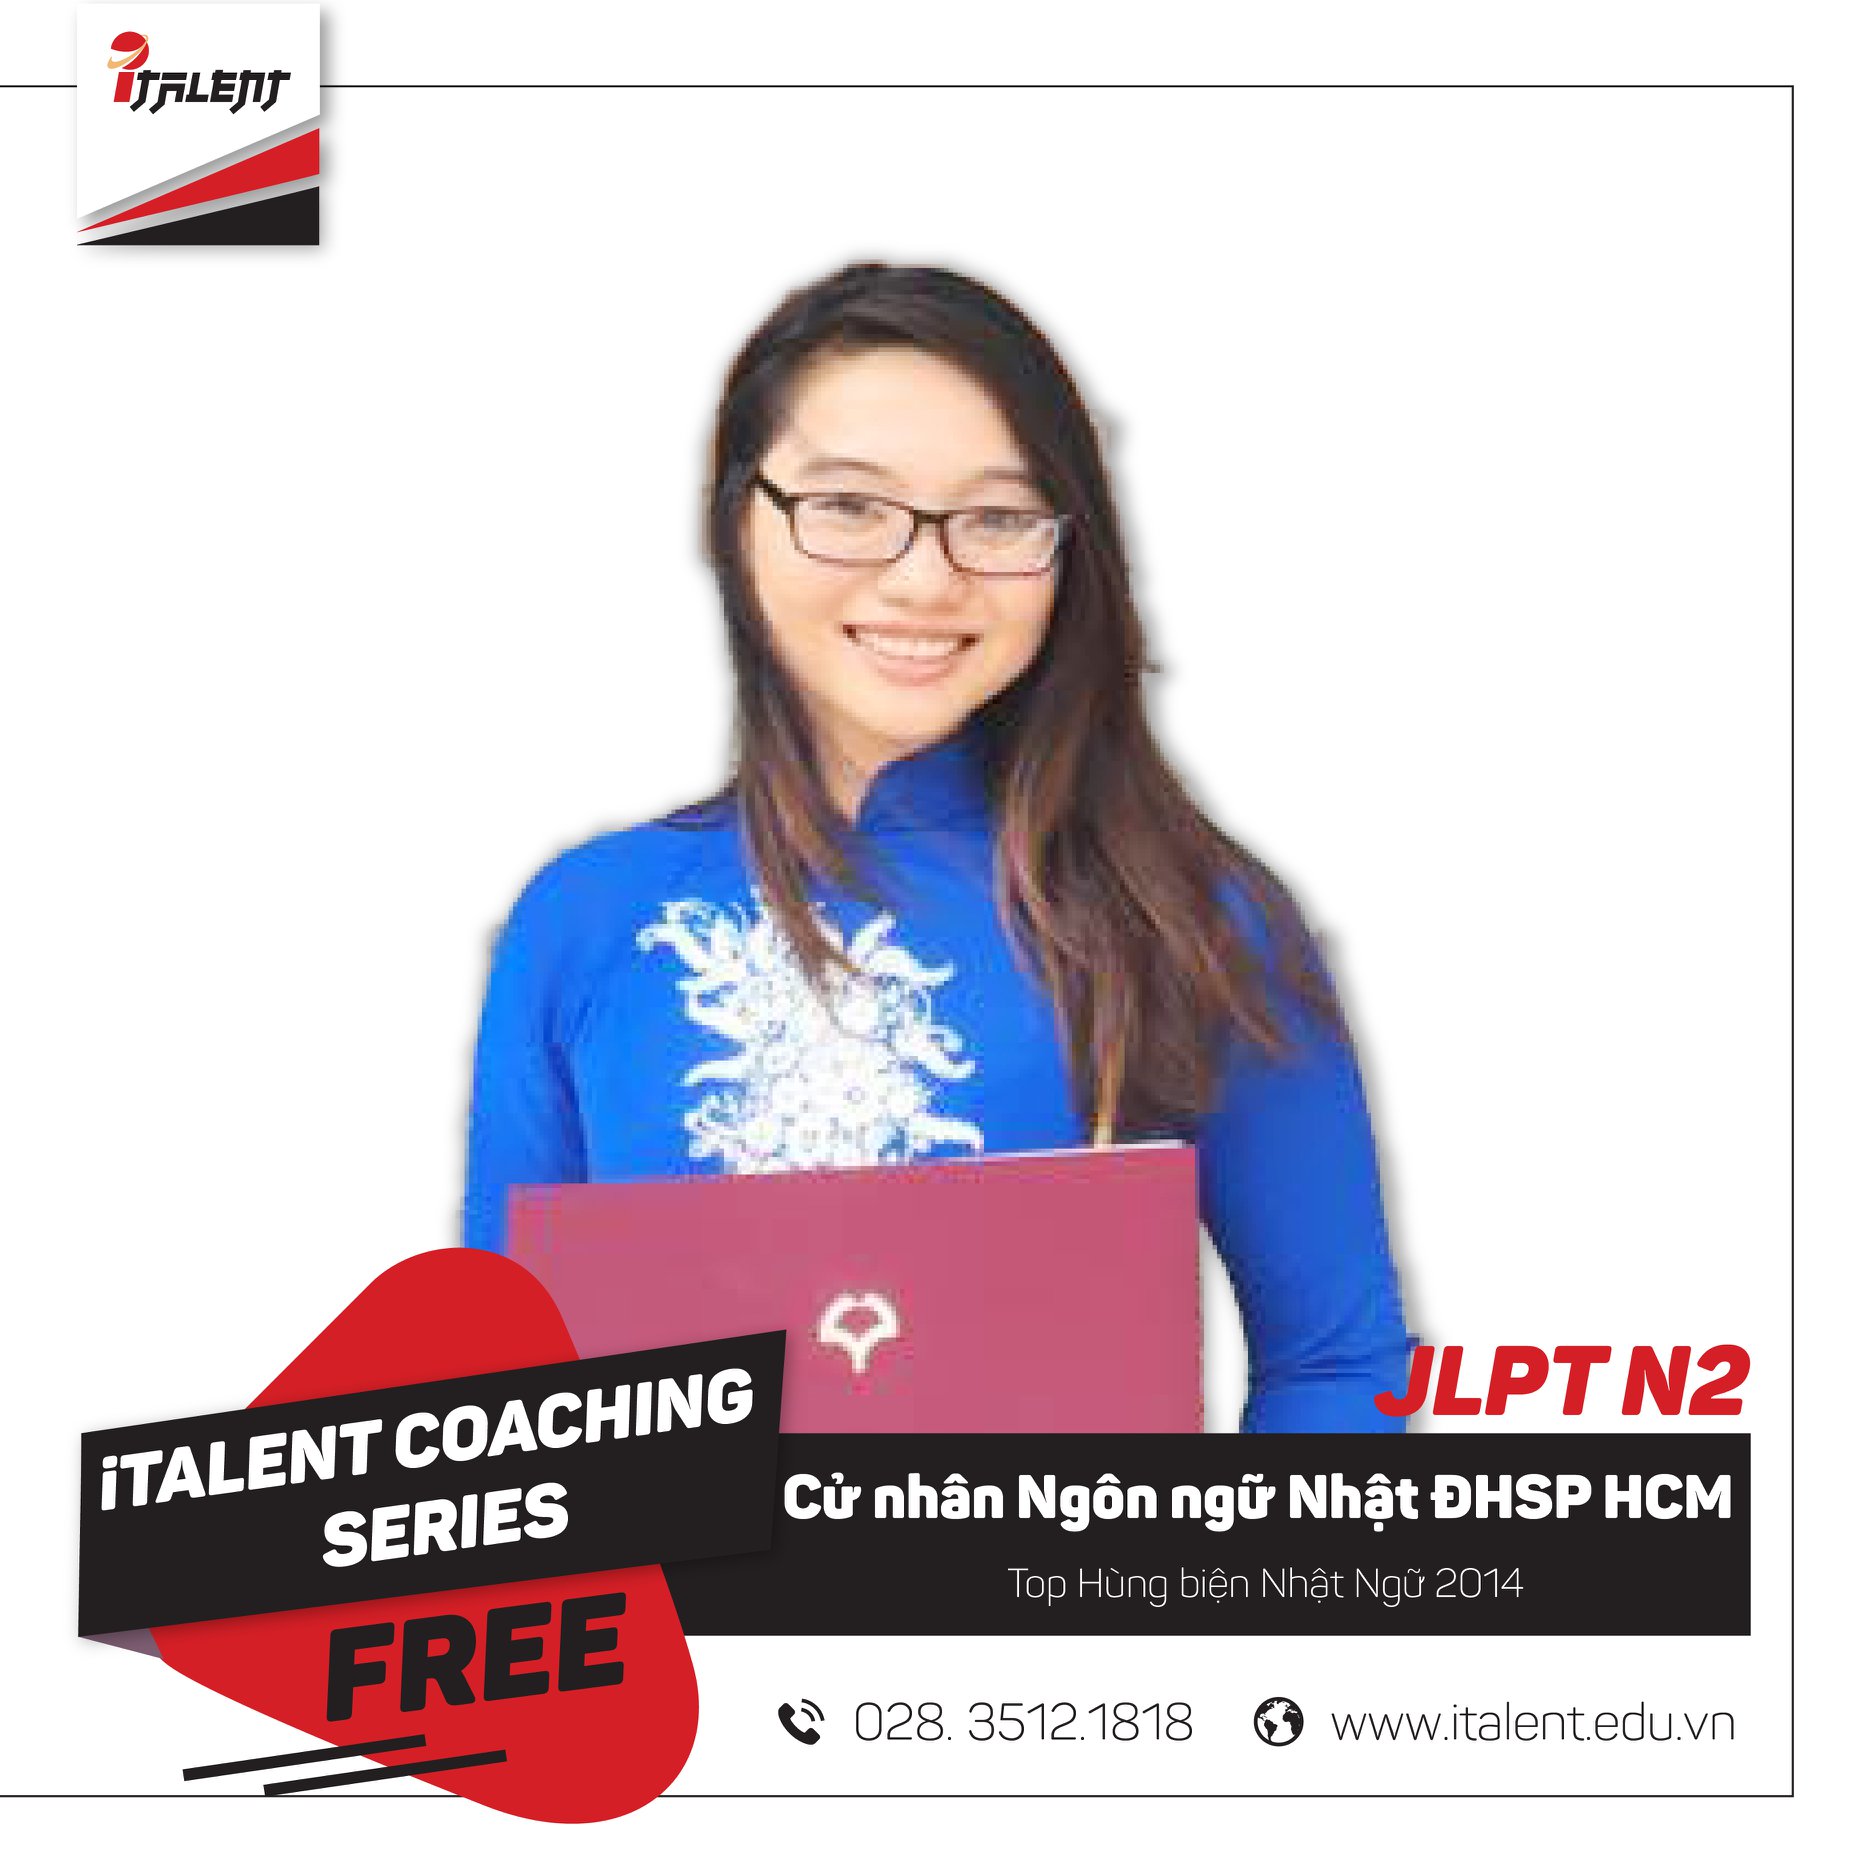 iTALENT
JLPT N2
iTALENT COACHING
SERIES
FREE
Cử nhân Ngôn ngữ Nhật ĐHSP HCM
Top Hùng biện Nhật Ngữ 2014
028. 3512.1818
www.italent.edu.vn